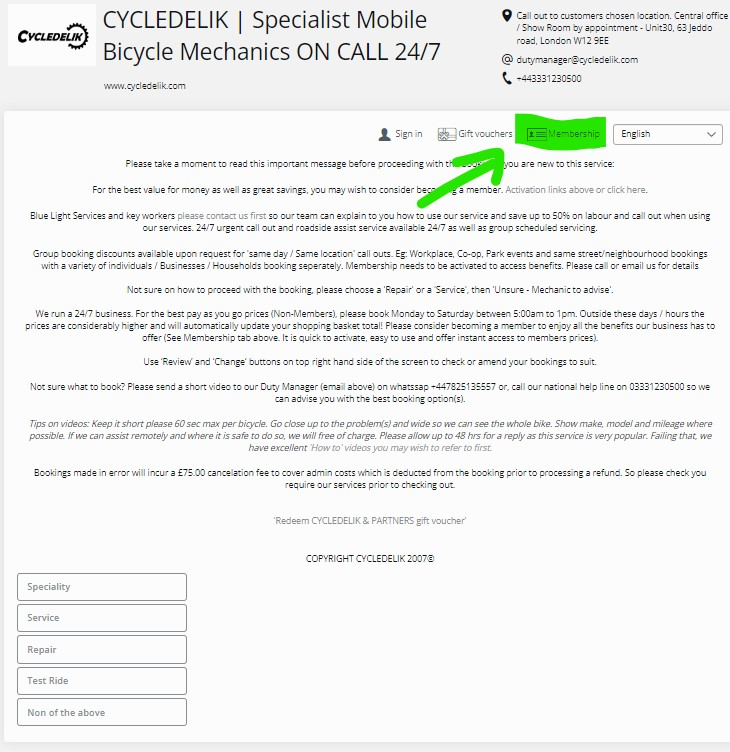 CYCLEDELIK
CYCLEDELIK | Specialist Mobile
Bicycle Mechanics ON CALL 24/7
www.cycledelik.com
Call out to customers chosen location. Central office
/ Show Room by appointment - Unit30, 63 Jeddo
road, London W12 9EE
dutymanager@cycledelik.com
+443331230500
Sign in Gift vouchers Membership English
Please take a moment to read this important message before proceeding with you are new to this service:
For the best value for money as well as great savings, you may wish to consider a member. Activation links above or click here.
Blue Light Services and key workers please contact us first so our team can explain to you how to use our service and save up to 50% on labour and call out when using
our services. 24/7 urgent call out and roadside assist service available 24/7 as well as group scheduled servicing.
Group booking discounts available upon request for 'same day / Same location' call outs. Eg: Workplace, Co-op, Park events and same street/neighbourhood bookings
with a variety of individuals / Businesses / Households booking seperately. Membership needs to be activated to access benefits. Please call or email us for details
Not sure on how to proceed with the booking, please choose a 'Repair' or a 'Service', then 'Unsure - Mechanic to advise'.
We run a 24/7 business. For the best pay as you go prices (Non-Members), please book Monday to Saturday between 5:00am to 1pm. Outside these days / hours the
prices are considerably higher and will automatically update your shopping basket total! Please consider becoming a member to enjoy all the benefits our business has to
offer (See Membership tab above. It is quick to activate, easy to use and offer instant access to members prices).
Use 'Review' and 'Change' buttons on top right hand side of the screen to check or amend your bookings to suit.
Not sure what to book? Please send a short video to our Duty Manager (email above) on whatssap +447825135557 or, call our national help line on 03331230500 so we
can advise you with the best booking option(s).
Tips on videos: Keep it short please 60 sec max per bicycle. Go close up to the problem(s) and wide so we can see the whole bike. Show make, model and mileage where
possible. If we can assist remotely and where it is safe to do so, we will free of charge. Please allow up to 48 hrs for a reply as this service is very popular. Failing that, we
have excellent 'How to' videos you may wish to refer to first.
Bookings made in error will incur a £75.00 cancelation fee to cover admin costs which is deducted from the booking prior to processing a refund. So please check you
require our services prior to checking out.
'Redeem CYCLEDELIK & PARTNERS gift voucher'
COPYRIGHT CYCLEDELIK 2007©
Speciality
Service
Repair
Test Ride
Non of the above